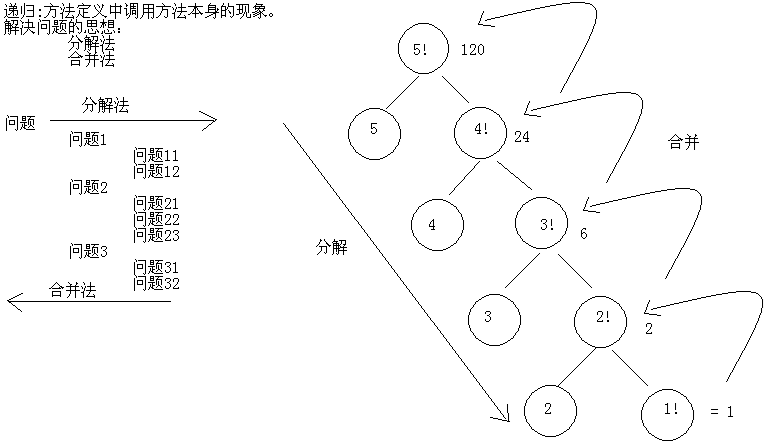 递归:方法定义中调用方法本身的现象。
解决问题的思想:
分解法
合并法
分解法
问题
问题1
问题11
问题12
问题2
问题21
问题22
问题23
问题3
问题31
问题32
合并法
5!
120
5
4!
24
合并
4
3!
6
分解
3
2!
2
2
1!
= 1